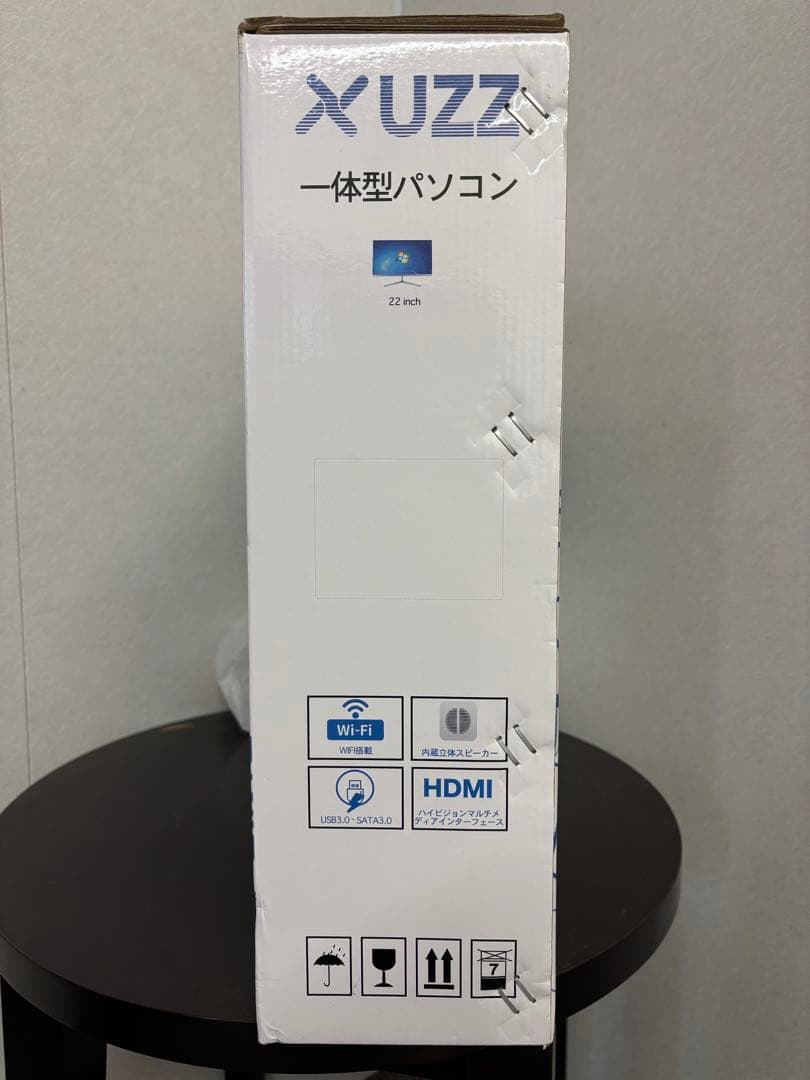 XUZZ
一体型パソコン
22 inch
Wi-Fi
WIFI搭載
内蔵立体スピーカー
USB3.0-SATA3.0
HDMI
ハイビジョンマルチメ
ディアインターフェース
7